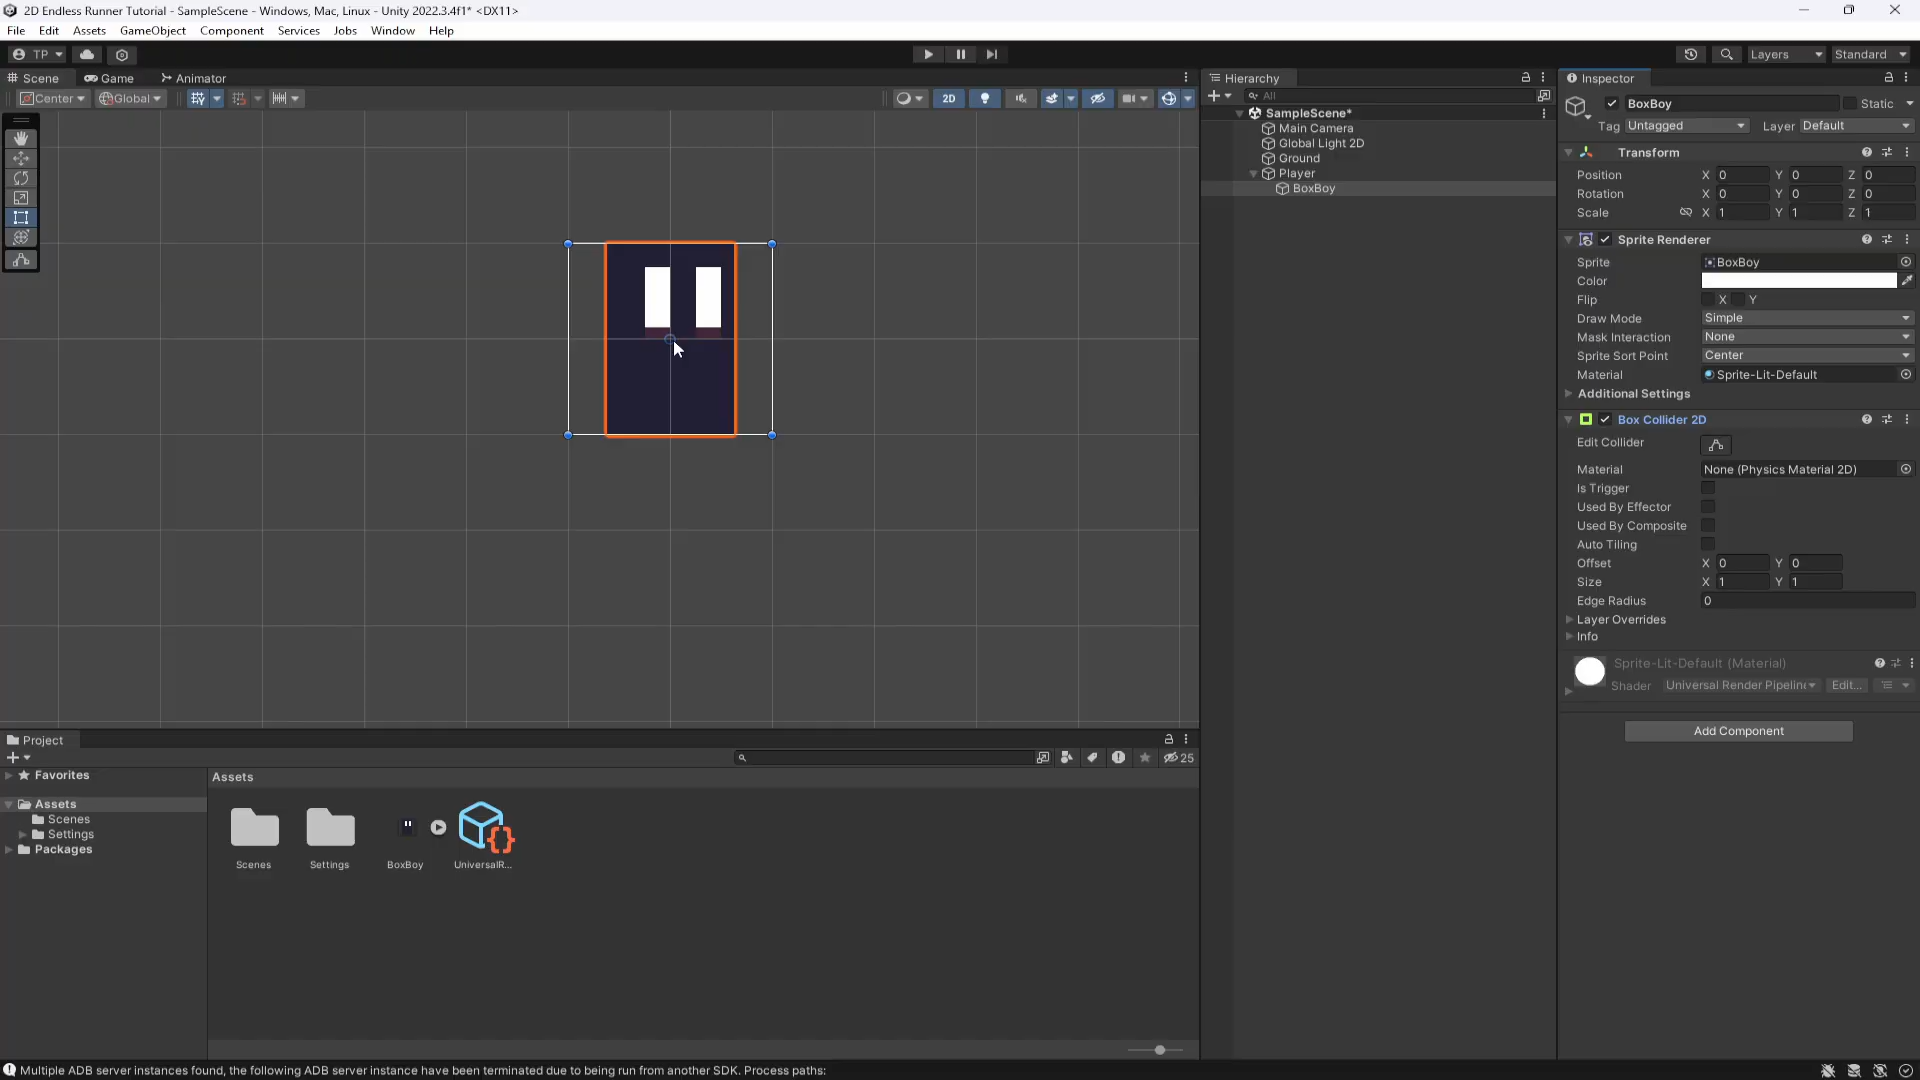 2D Endless Runner Tutorial - SampleScene - Windows, Mac, Linux - Unity 2022.3.4f1* <DX11>
File Edit Assets GameObject Component Services Jobs Window Help
TP Layers Standard
Scene Game Animator
Center Global 2D
Hierarchy
All
SampleScene*
Main Camera
Global Light 2D
Ground
Player
BoxBoy
Inspector
BoxBoy Static
Tag Untagged Layer Default
Transform
Position X 0 Y 0 Z 0
Rotation X 0 Y 0 Z 0
Scale X 1 Y 1 Z 1
Sprite Renderer
Sprite BoxBoy
Color
Flip X Y
Draw Mode Simple
Mask Interaction None
Sprite Sort Point Center
Material Sprite-Lit-Default
Additional Settings
Box Collider 2D
Edit Collider
Material None (Physics Material 2D)
Is Trigger
Used By Effector
Used By Composite
Auto Tiling
Offset X 0 Y 0
Size X 1 Y 1
Edge Radius 0
Layer Overrides
Info
Sprite-Lit-Default (Material)
Shader Universal Render Pipeline Edit...
Add Component
Project
25
Favorites
Assets
Scenes
Settings
Packages
Assets
Scenes Settings BoxBoy UniversalR...
Multiple ADB server instances found, the following ADB server instance have been terminated due to being run from another SDK. Process paths: